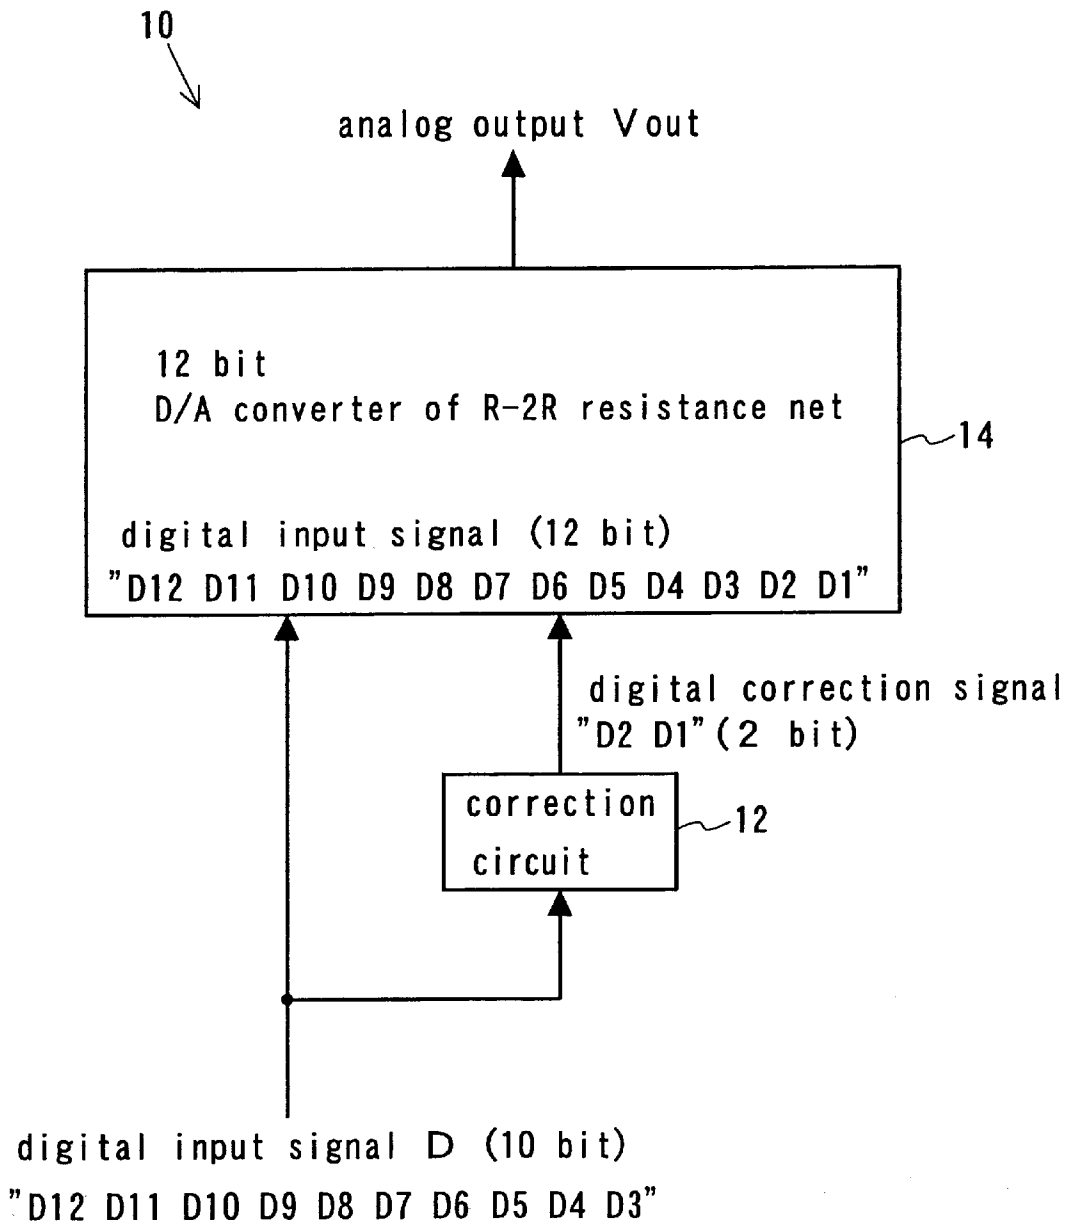 10
analog output Vout
12 bit
D/A converter of R-2R resistance net
14
digital input signal (12 bit)
"D12 D11 D10 D9 D8 D7 D6 D5 D4 D3 D2 D1"
digital correction signal
"D2 D1" (2 bit)
correction
circuit
12
digital input signal D (10 bit)
"D12 D11 D10 D9 D8 D7 D6 D5 D4 D3"